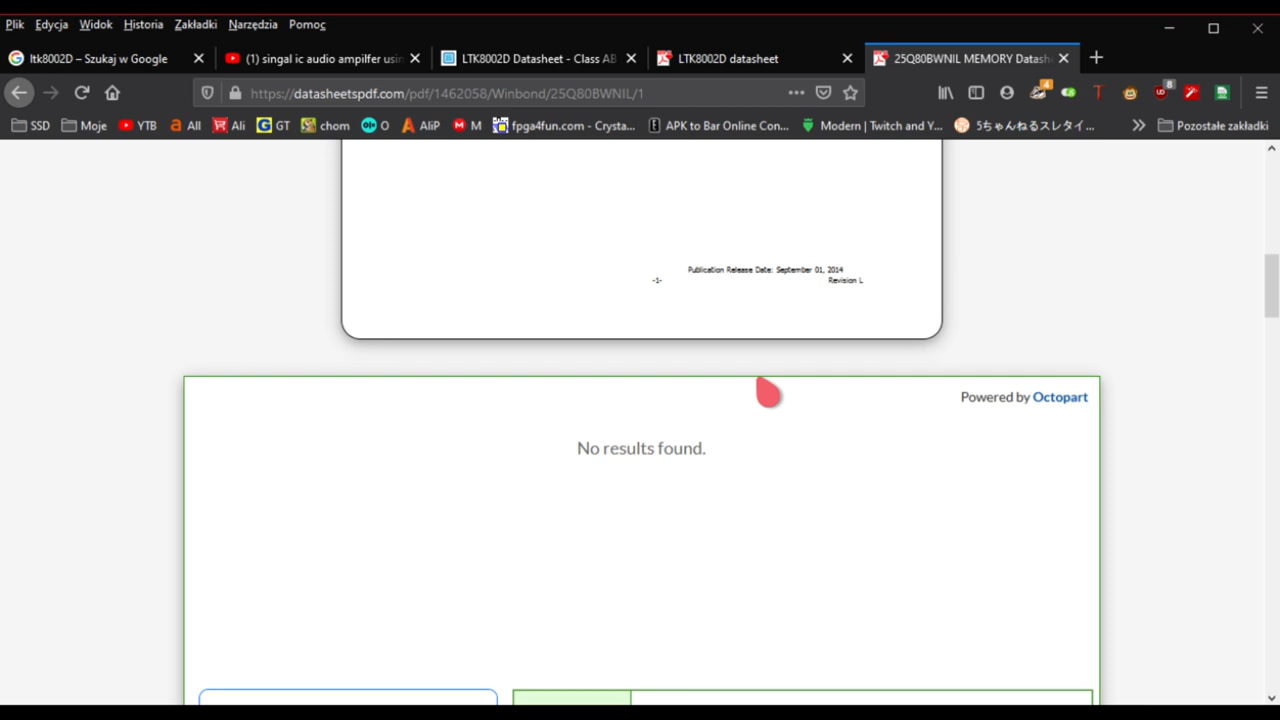 Plik Edycja Widok Historia Zakładki Narzędzia Pomoc
ltk8002D – Szukaj w Google
(1) singal ic audio ampilfer usin
LTK8002D Datasheet - Class AB
LTK8002D datasheet
25Q80BWNIL MEMORY Datash
https://datasheetspdf.com/pdf/1462058/Winbond/25Q80BWNIL/1
4
8
SSD Moje YTB All Ali GT chom O AliP M fpga4fun.com - Crysta... APK to Bar Online Con... Modern | Twitch and Y... 5ちゃんねるスレタイ... Pozostałe zakładki
Publication Release Date: September 01, 2014
-1- Revision L
Powered by Octopart
No results found.